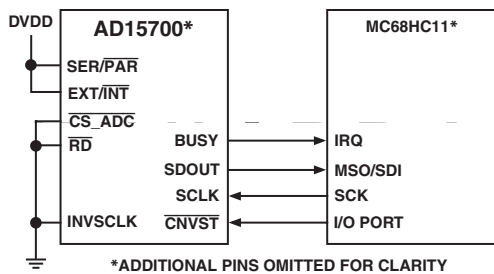 DVDD
AD15700*
MC68HC11*
SER/PAR
EXT/INT
CS_ADC
RD
BUSY
IRQ
SDOUT
MSO/SDI
SCLK
SCK
INVSCLK
CNVST
I/O PORT
*ADDITIONAL PINS OMITTED FOR CLARITY